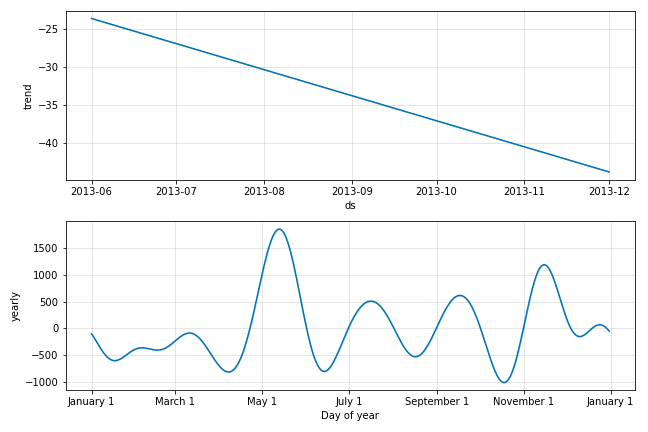 −25
−30
−35
−40
trend
2013-06 2013-07 2013-08 2013-09 2013-10 2013-11 2013-12
ds
1500
1000
500
0
−500
−1000
yearly
January 1 March 1 May 1 July 1 September 1 November 1 January 1
Day of year